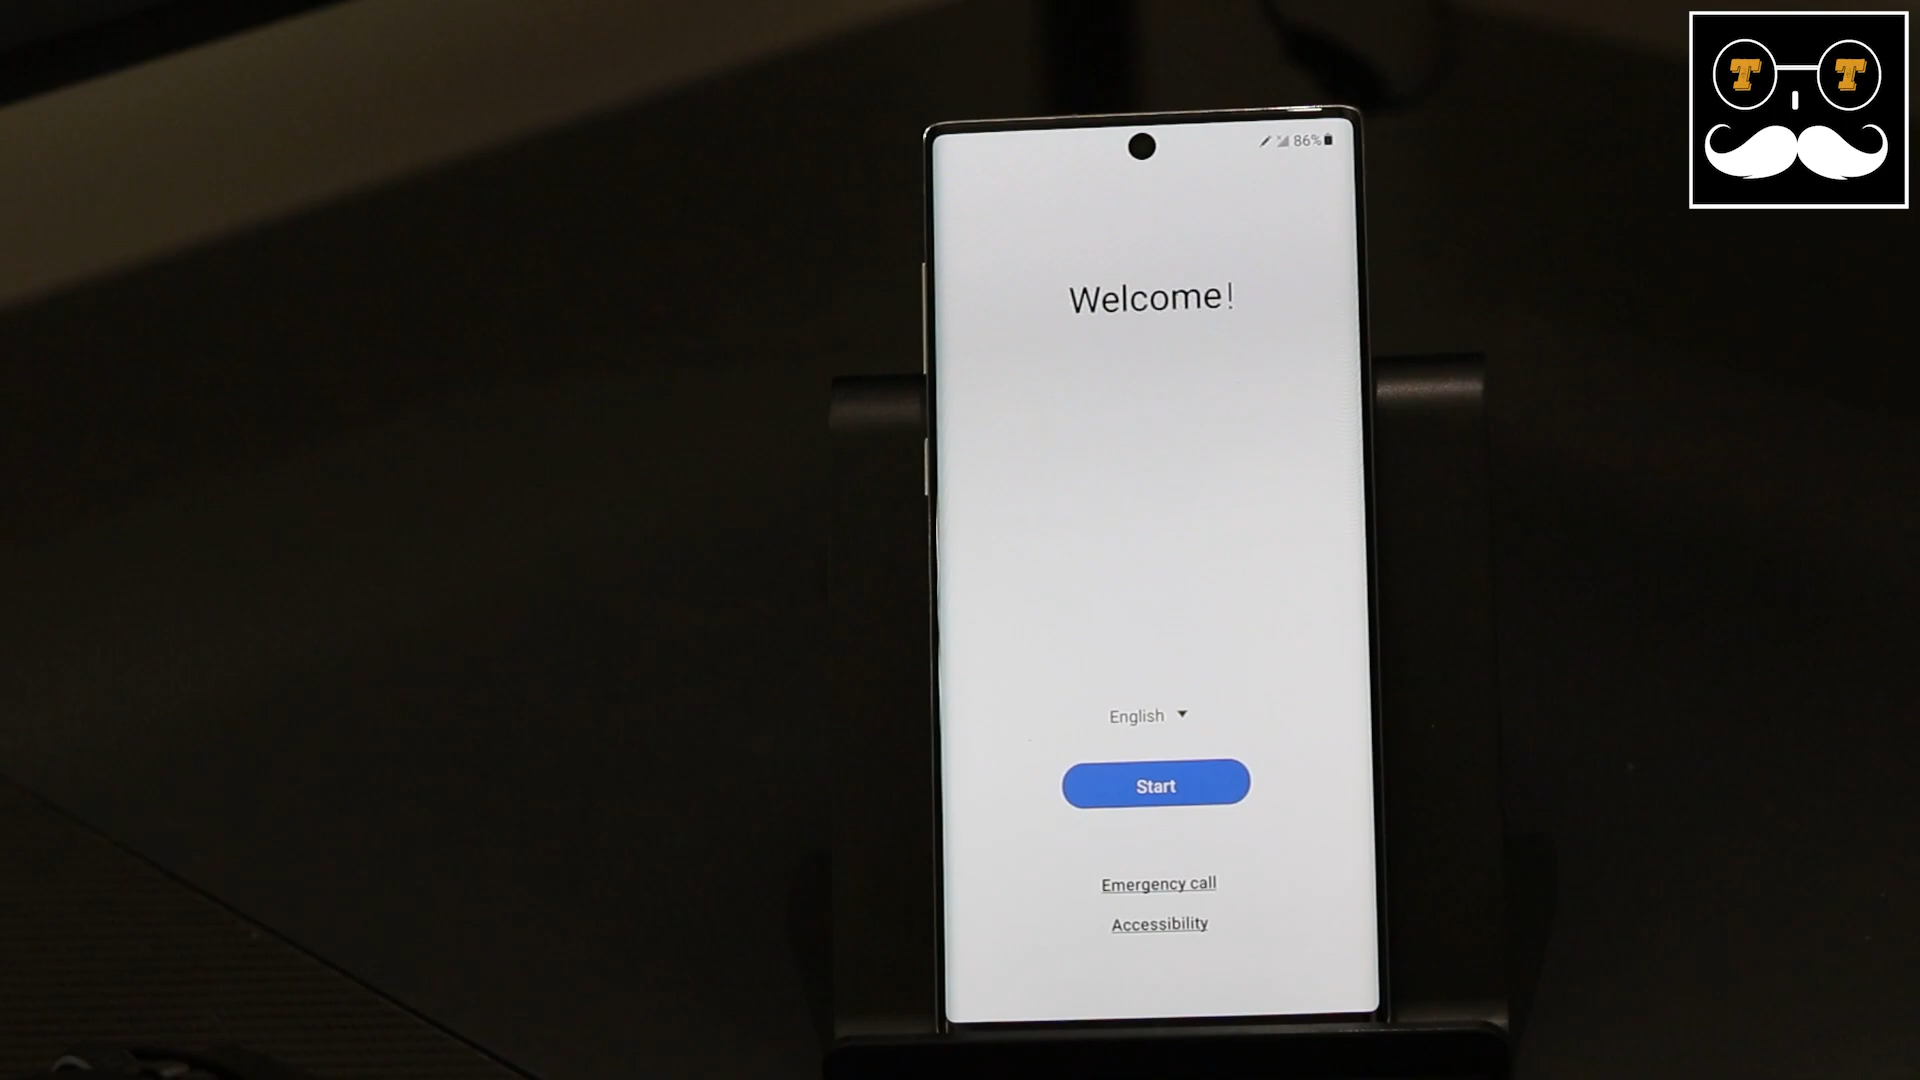 T T
86%
Welcome!
English
Start
Emergency call
Accessibility